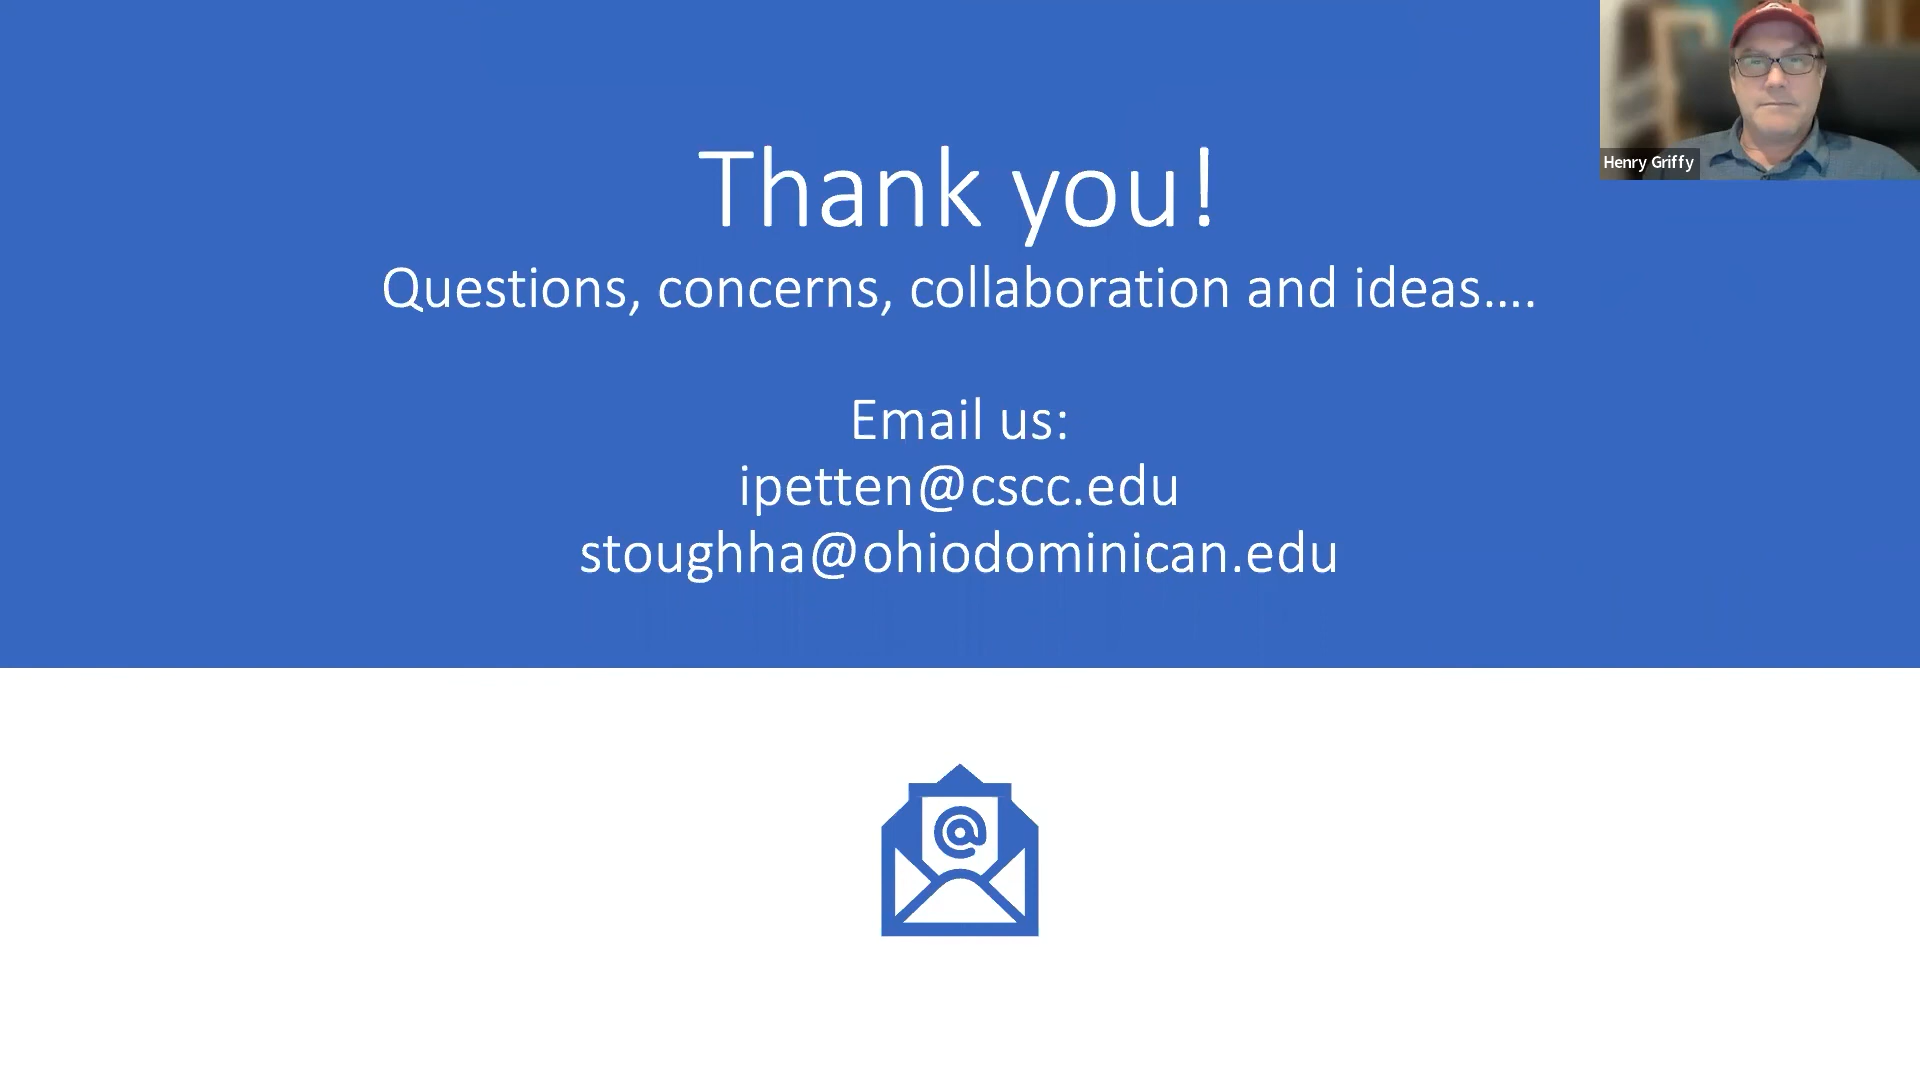 Thank you!
Questions, concerns, collaboration and ideas....
Email us:
ipetten@cscc.edu
stoughha@ohiodominican.edu
Henry Griffy
@